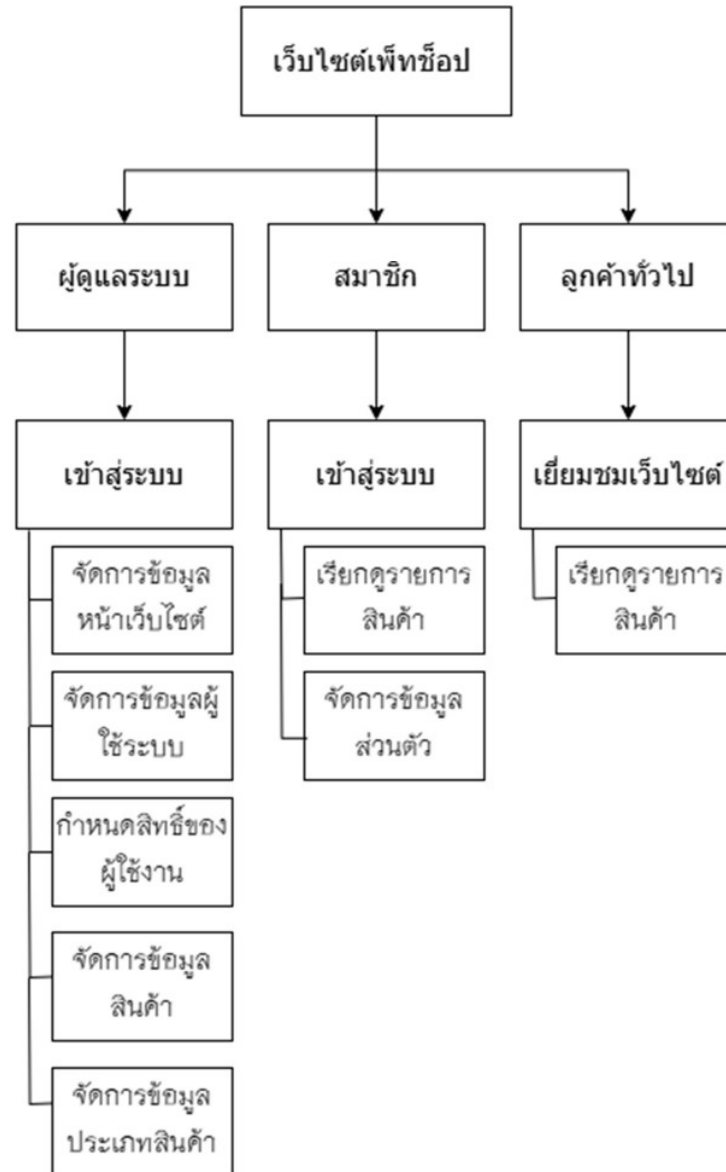 เว็บไซต์เพ็ทช็อป
ผู้ดูแลระบบ
สมาชิก
ลูกค้าทั่วไป
เข้าสู่ระบบ
เข้าสู่ระบบ
เยี่ยมชมเว็บไซต์
จัดการข้อมูล
หน้าเว็บไซต์
จัดการข้อมูลผู้
ใช้ระบบ
กำหนดสิทธิ์ของ
ผู้ใช้งาน
จัดการข้อมูล
สินค้า
จัดการข้อมูล
ประเภทสินค้า
เรียกดูรายการ
สินค้า
จัดการข้อมูล
ส่วนตัว
เรียกดูรายการ
สินค้า